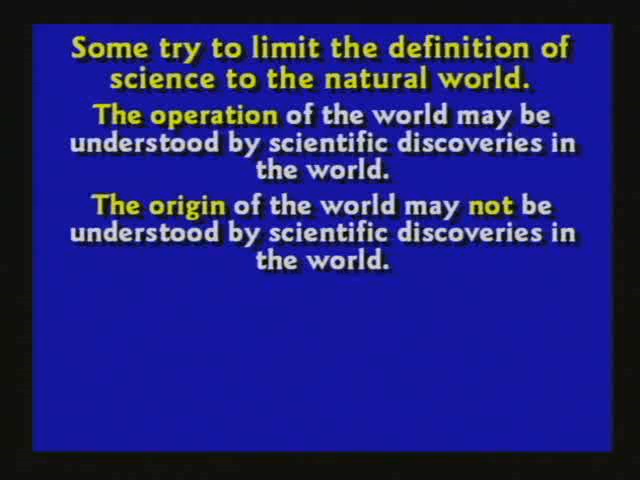 Some try to limit the definition of
science to the natural world.
The operation of the world may be
understood by scientific discoveries in
the world.
The origin of the world may not be
understood by scientific discoveries in
the world.